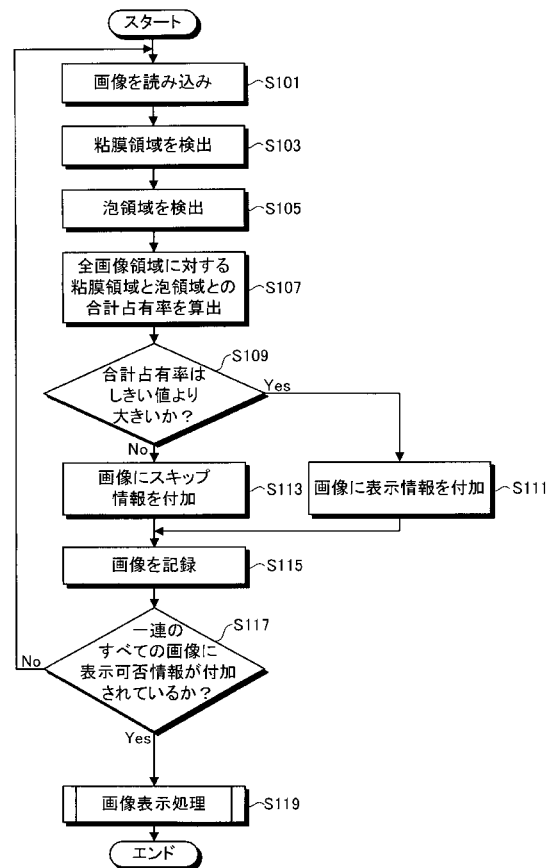 スタート
画像を読み込み
S101
粘膜領域を検出
S103
泡領域を検出
S105
全画像領域に対する
粘膜領域と泡領域との
合計占有率を算出
S107
S109
合計占有率は
しきい値より
大きいか？
Yes
No
画像にスキップ
情報を付加
S113
画像に表示情報を付加
S111
画像を記録
S115
S117
一連の
すべての画像に
表示可否情報が付加
されているか？
No
Yes
画像表示処理
S119
エンド